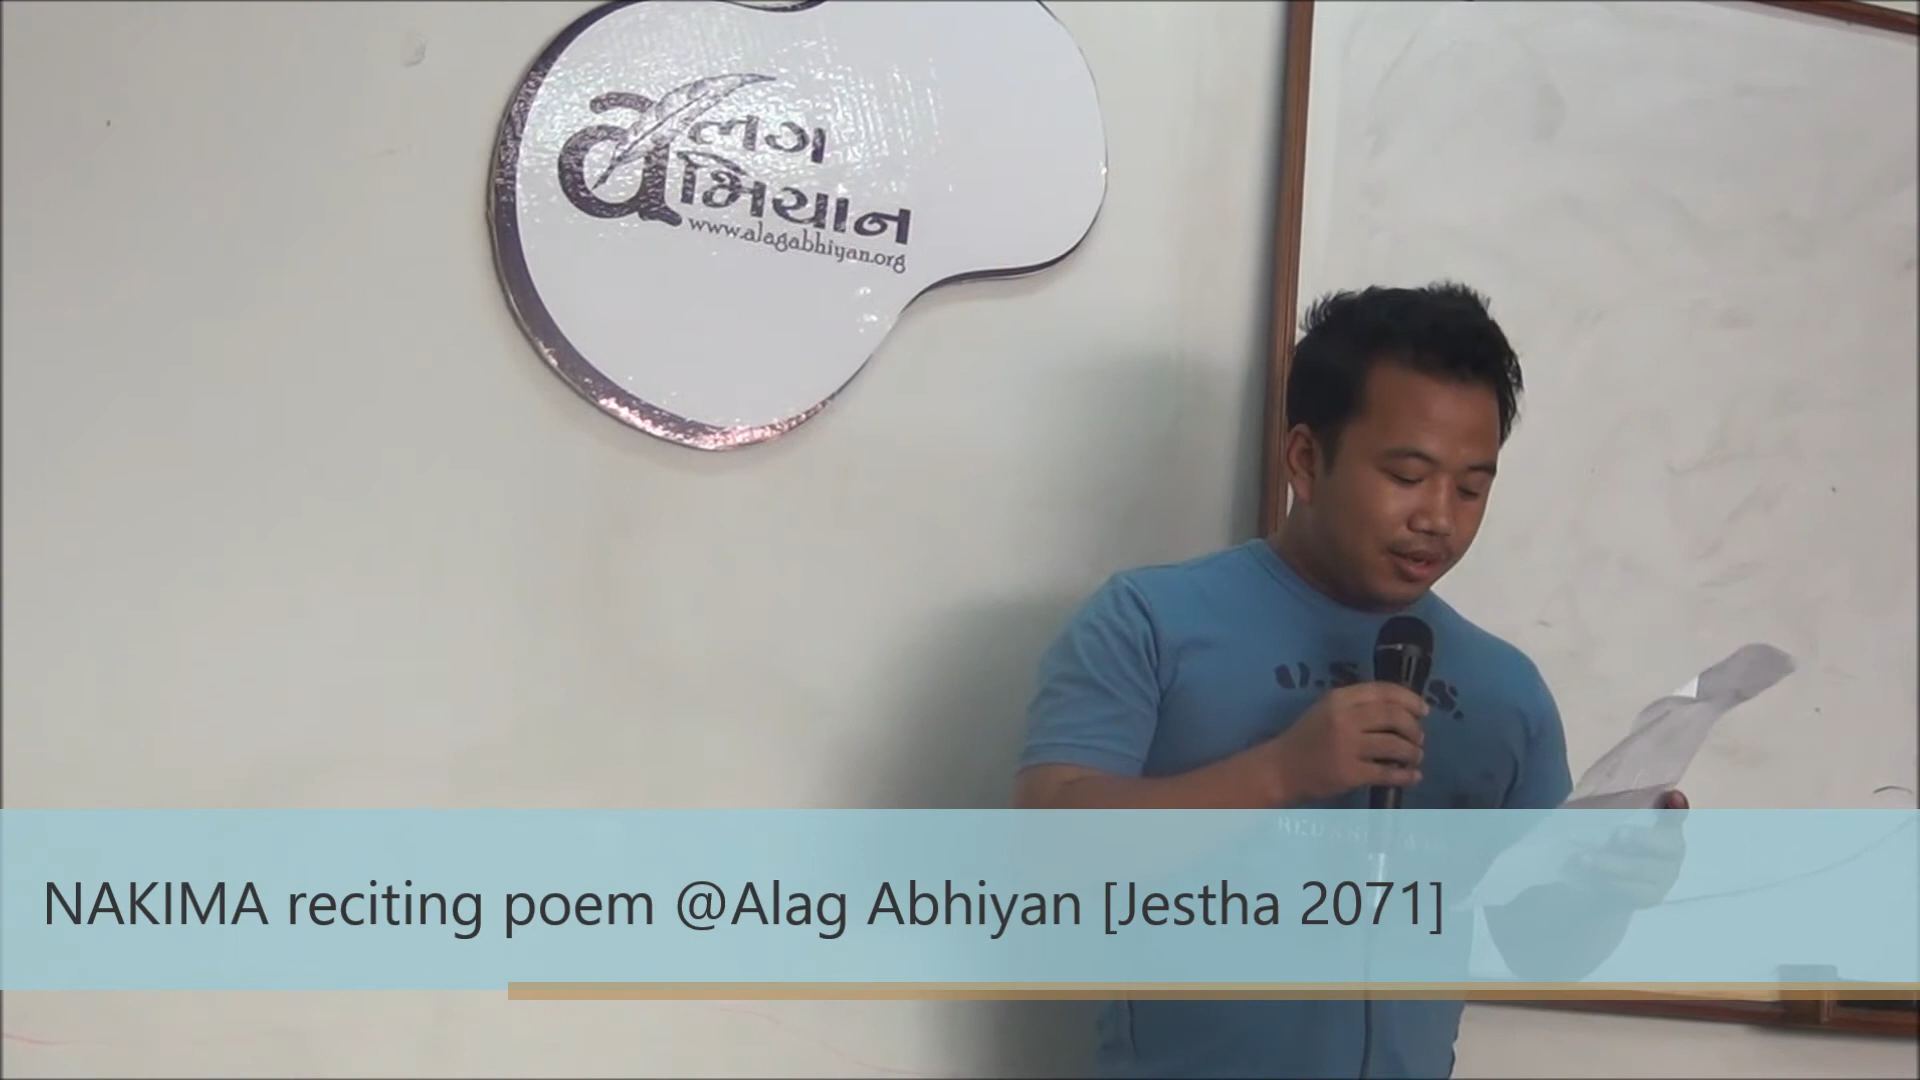 अलग
अभियान
www.alagabhiyan.org
U.S. S.
NAKIMA reciting poem @Alag Abhiyan [Jestha 2071]